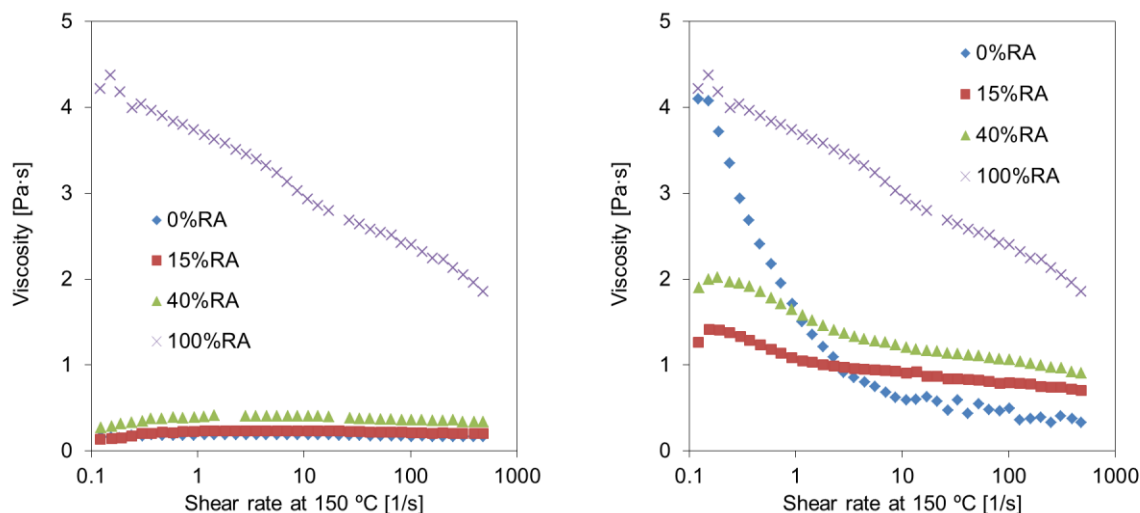 5
4
3
2
1
0
Viscosity [Pa·s]
0%RA
15%RA
40%RA
100%RA
0.1 1 10 100 1000
Shear rate at 150 ºC [1/s]
5
4
3
2
1
0
Viscosity [Pa·s]
0%RA
15%RA
40%RA
100%RA
0.1 1 10 100 1000
Shear rate at 150 ºC [1/s]